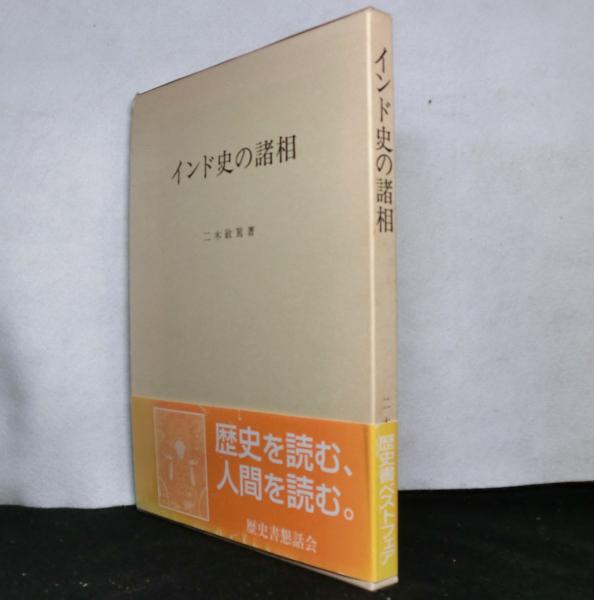 インド史の諸相
二木敏篤著
歴史を読む、
人間を読む。
歴史書懇話会
インド史の諸相
二木
歴史書ベストフェア